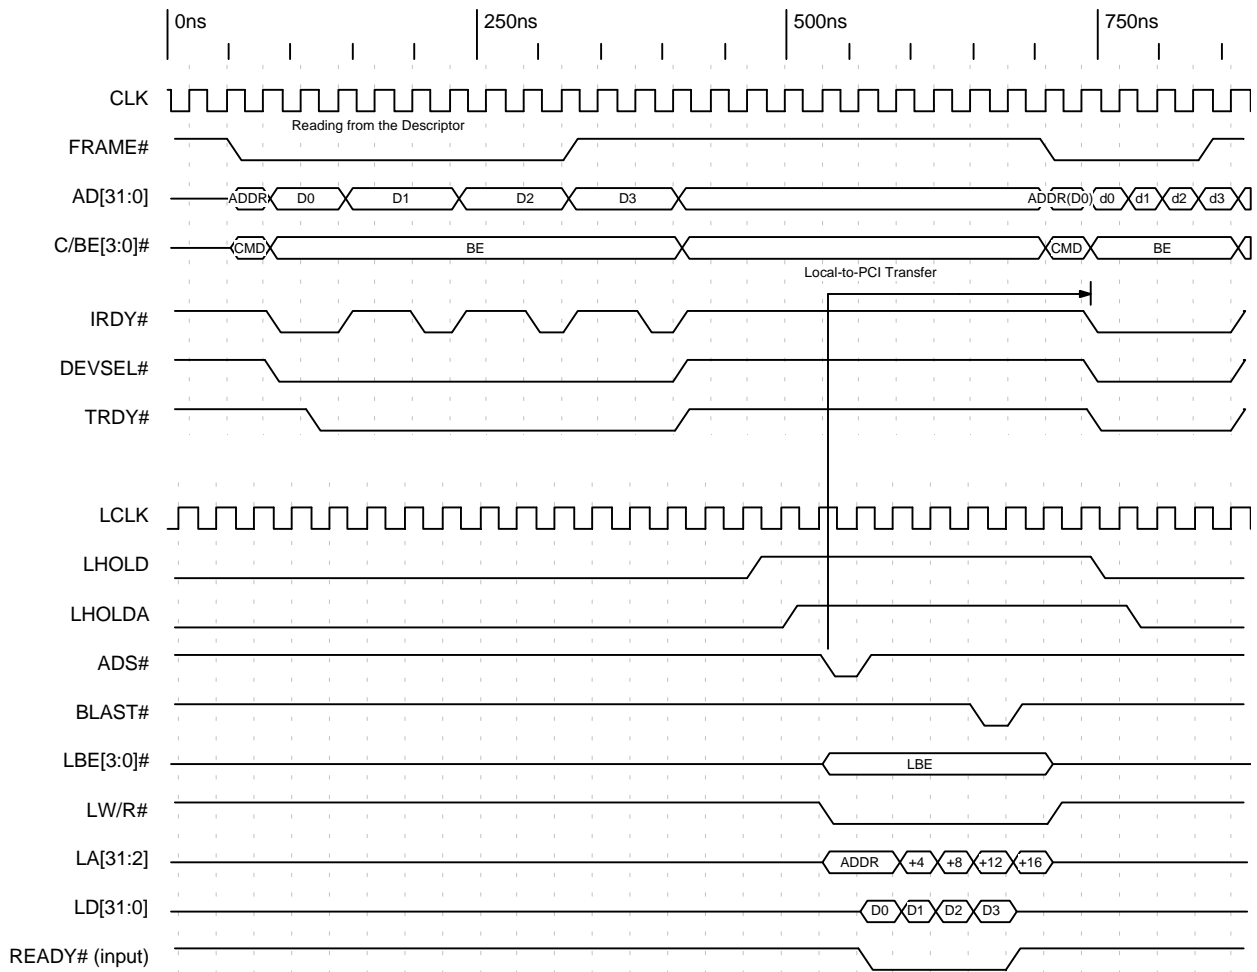 0ns 250ns 500ns 750ns
CLK
Reading from the Descriptor
FRAME#
AD[31:0] ADDR D0 D1 D2 D3 ADDR(D0) d0 d1 d2 d3
C/BE[3:0]# CMD BE CMD BE
Local-to-PCI Transfer
IRDY#
DEVSEL#
TRDY#
LCLK
LHOLD
LHOLDA
ADS#
BLAST#
LBE[3:0]# LBE
LW/R#
LA[31:2] ADDR +4 +8 +12 +16
LD[31:0] D0 D1 D2 D3
READY# (input)